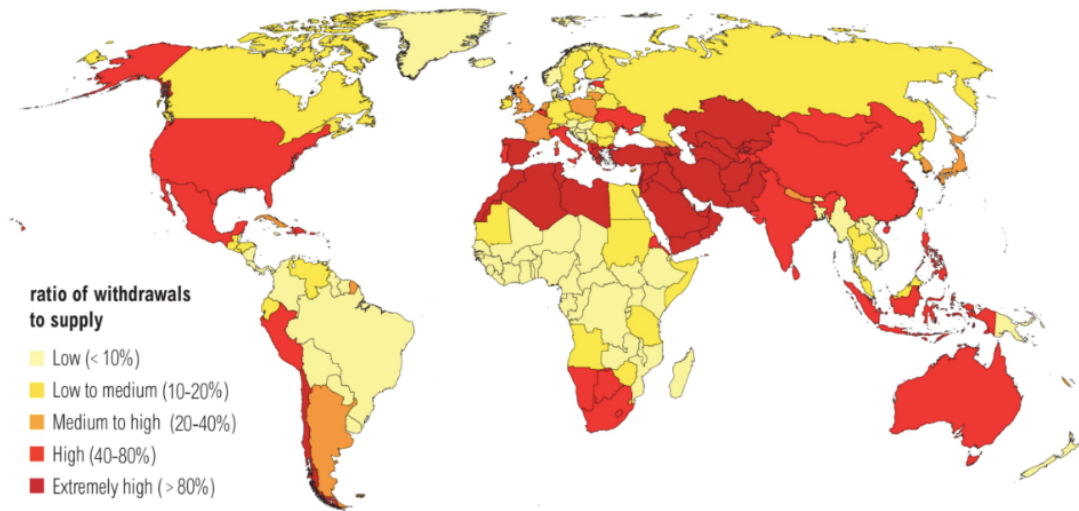 ratio of withdrawals
to supply
Low (< 10%)
Low to medium (10-20%)
Medium to high (20-40%)
High (40-80%)
Extremely high (> 80%)